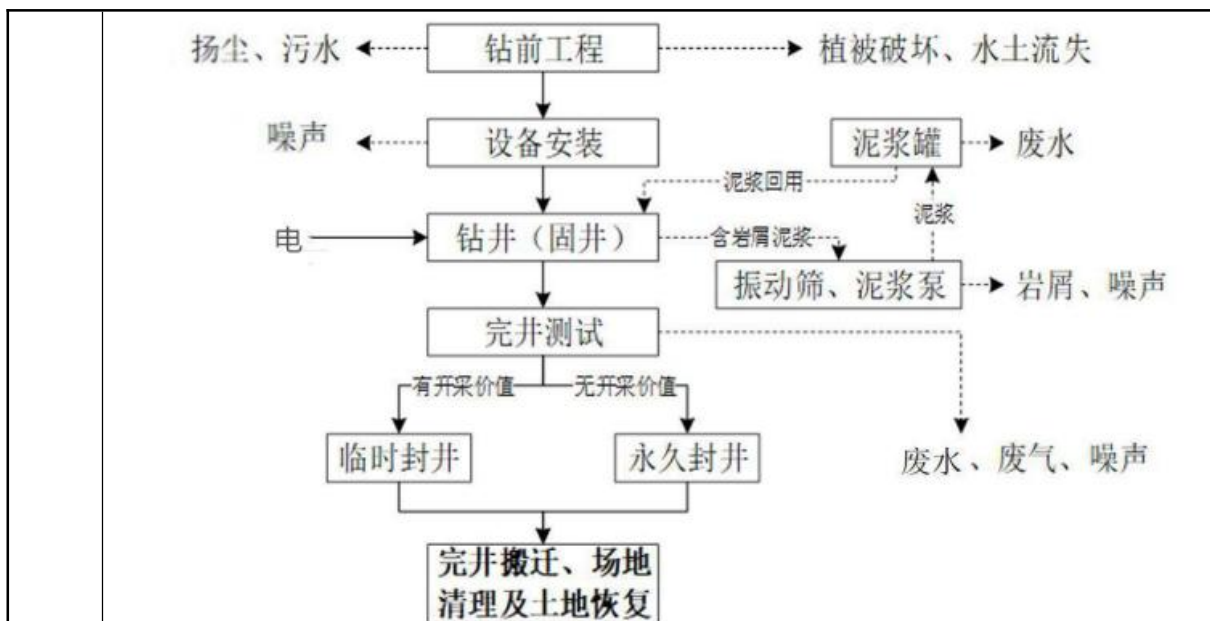 扬尘、污水
钻前工程
植被破坏、水土流失
噪声
设备安装
泥浆罐
废水
泥浆回用
泥浆
电
钻井（固井）
含岩屑泥浆
振动筛、泥浆泵
岩屑、噪声
完井测试
有开采价值
无开采价值
临时封井
永久封井
废水、废气、噪声
完井搬迁、场地
清理及土地恢复